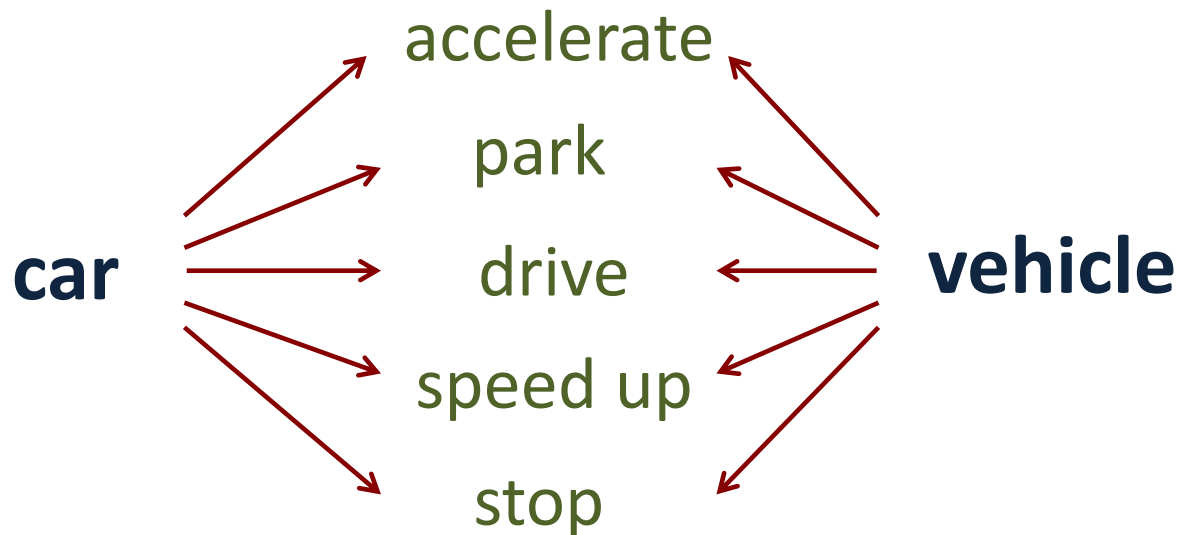 accelerate
park
car
drive
vehicle
speed up
stop